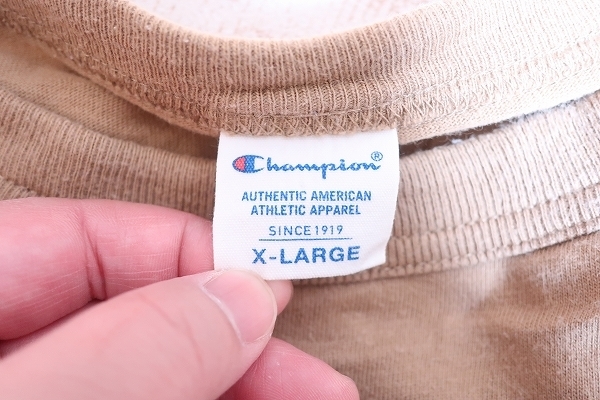 Champion®
AUTHENTIC AMERICAN
ATHLETIC APPAREL
SINCE 1919
X-LARGE